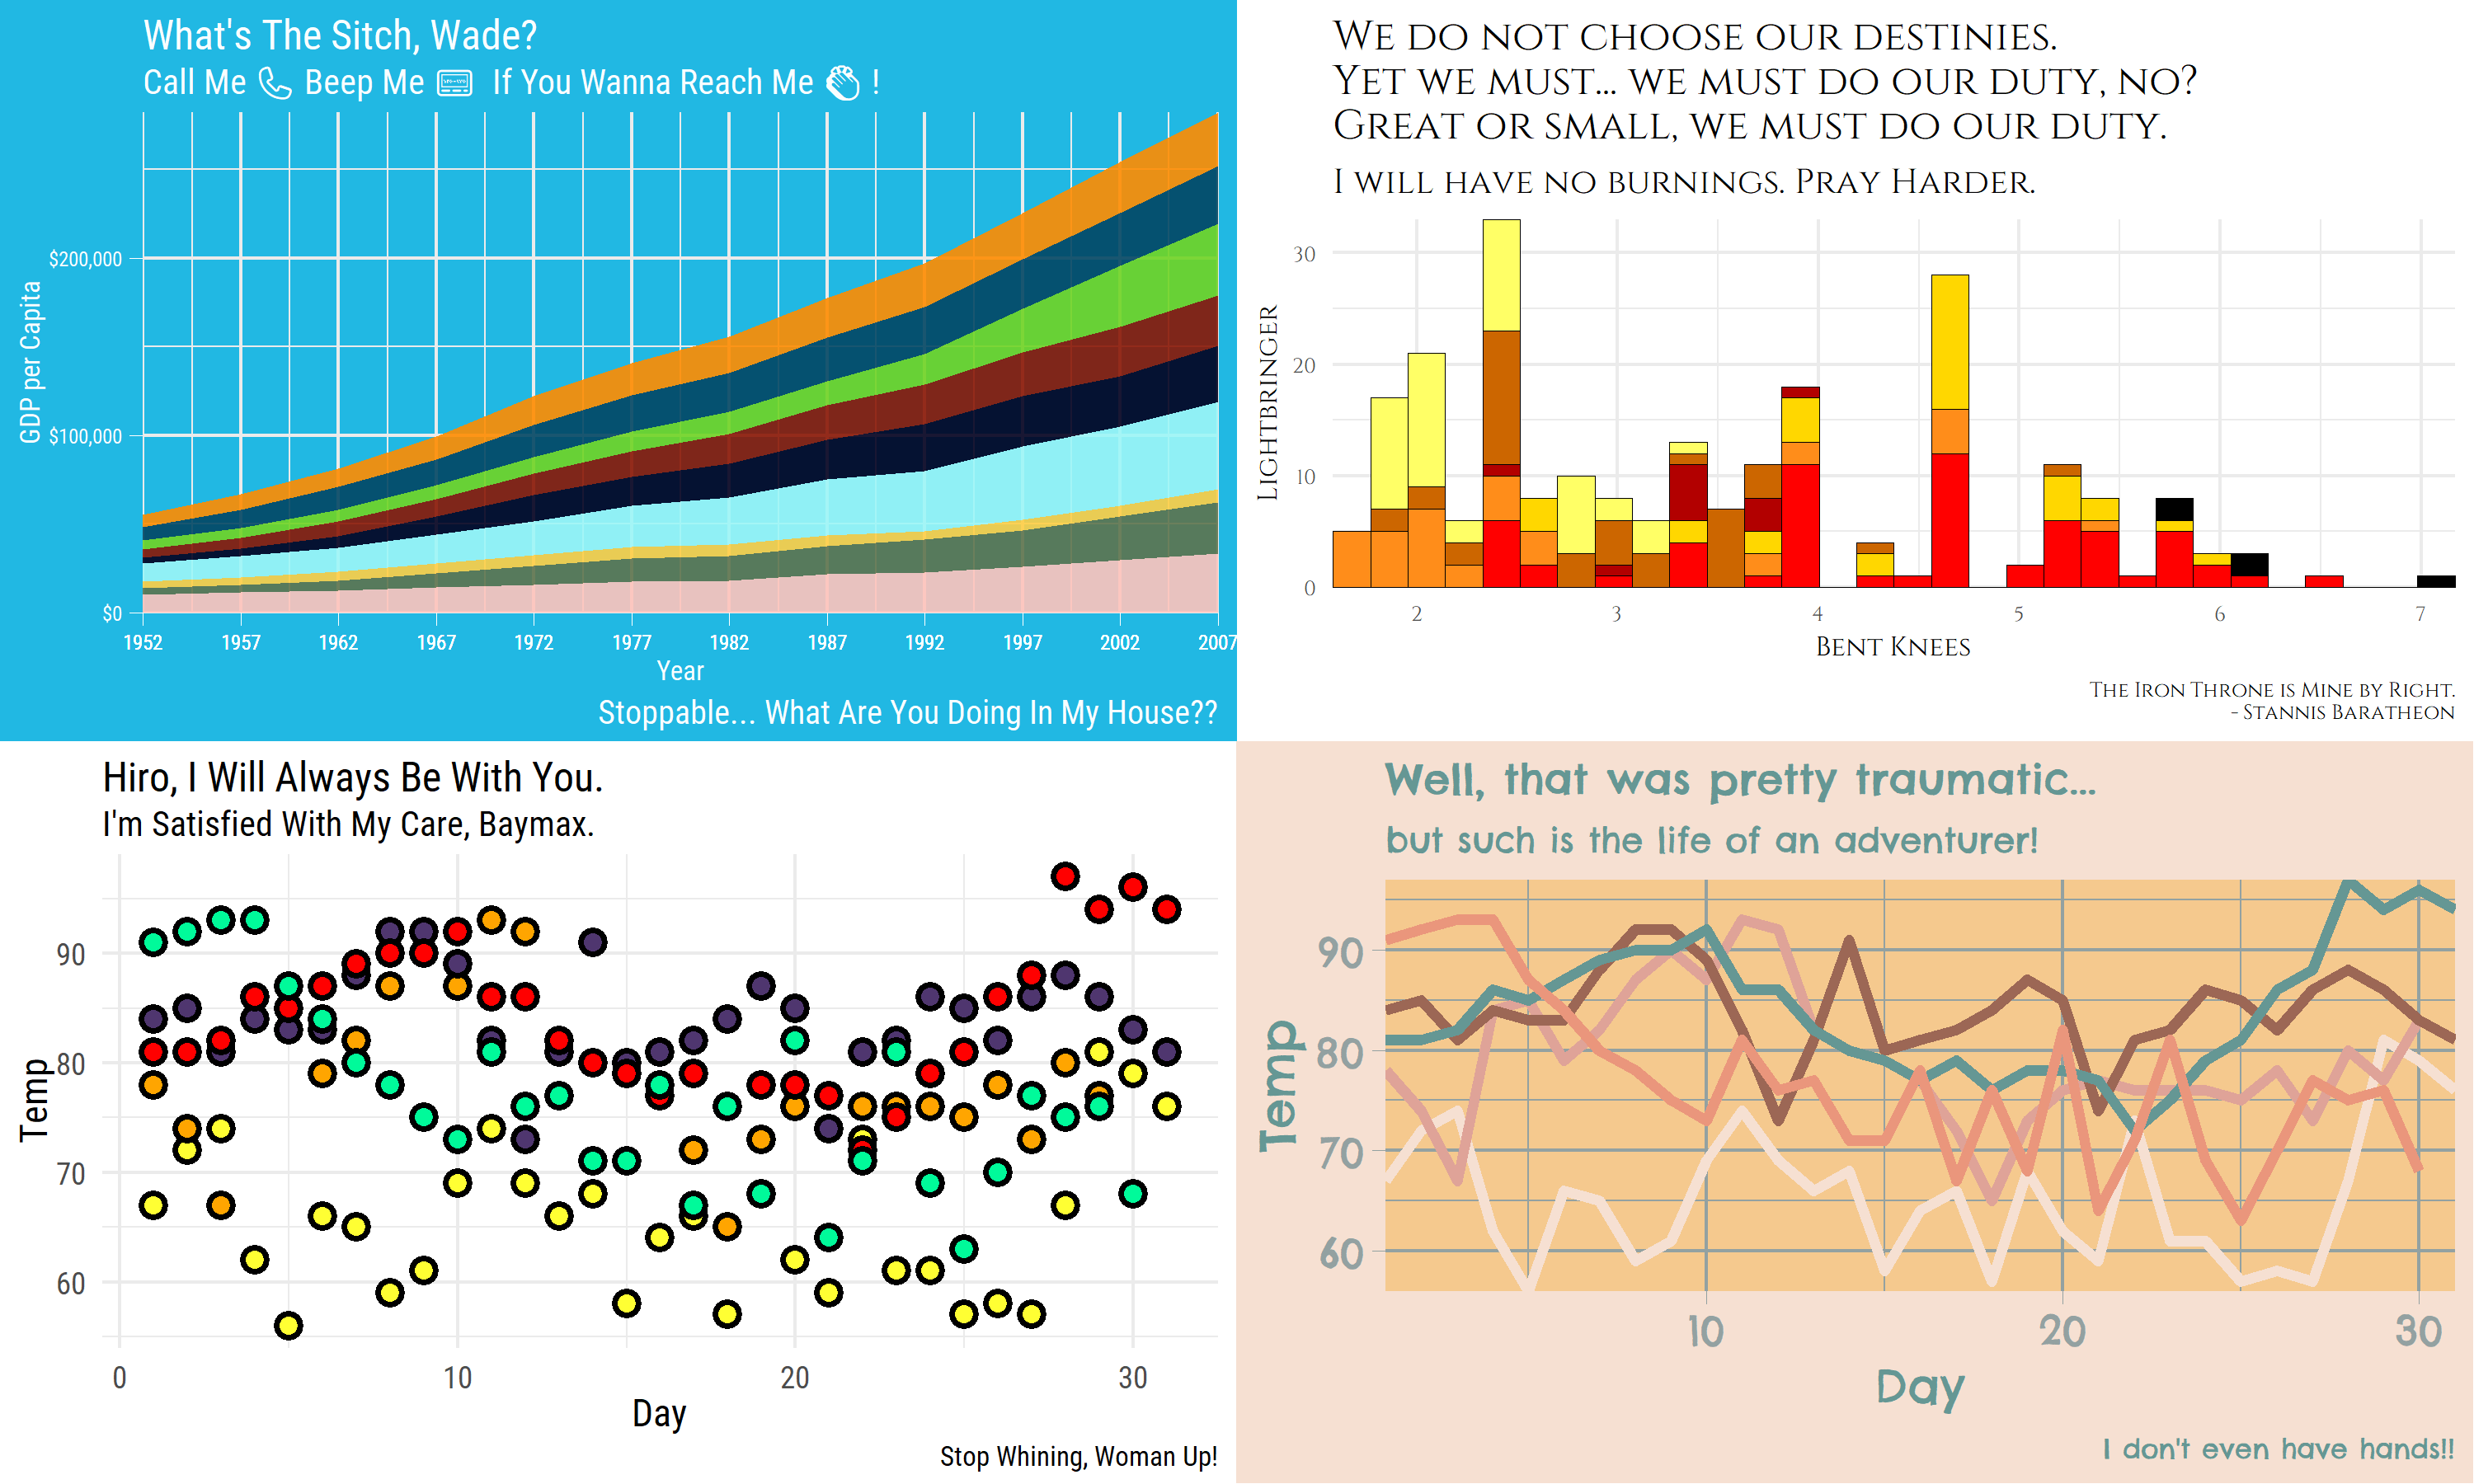 What's The Sitch, Wade?
Call Me Beep Me If You Wanna Reach Me !
GDP per Capita
$200,000
$100,000
$0
1952 1957 1962 1967 1972 1977 1982 1987 1992 1997 2002 2007
Year
Stoppable... What Are You Doing In My House??
We do not choose our destinies.
Yet we must... we must do our duty, no?
Great or small, we must do our duty.
I will have no burnings. Pray Harder.
Lightbringer
30
20
10
0
2 3 4 5 6 7
Bent Knees
The Iron Throne is Mine by Right.
- Stannis Baratheon
Hiro, I Will Always Be With You.
I'm Satisfied With My Care, Baymax.
Temp
90
80
70
60
0 10 20 30
Day
Stop Whining, Woman Up!
Well, that was pretty traumatic...
but such is the life of an adventurer!
Temp
90
80
70
60
10 20 30
Day
I don't even have hands!!